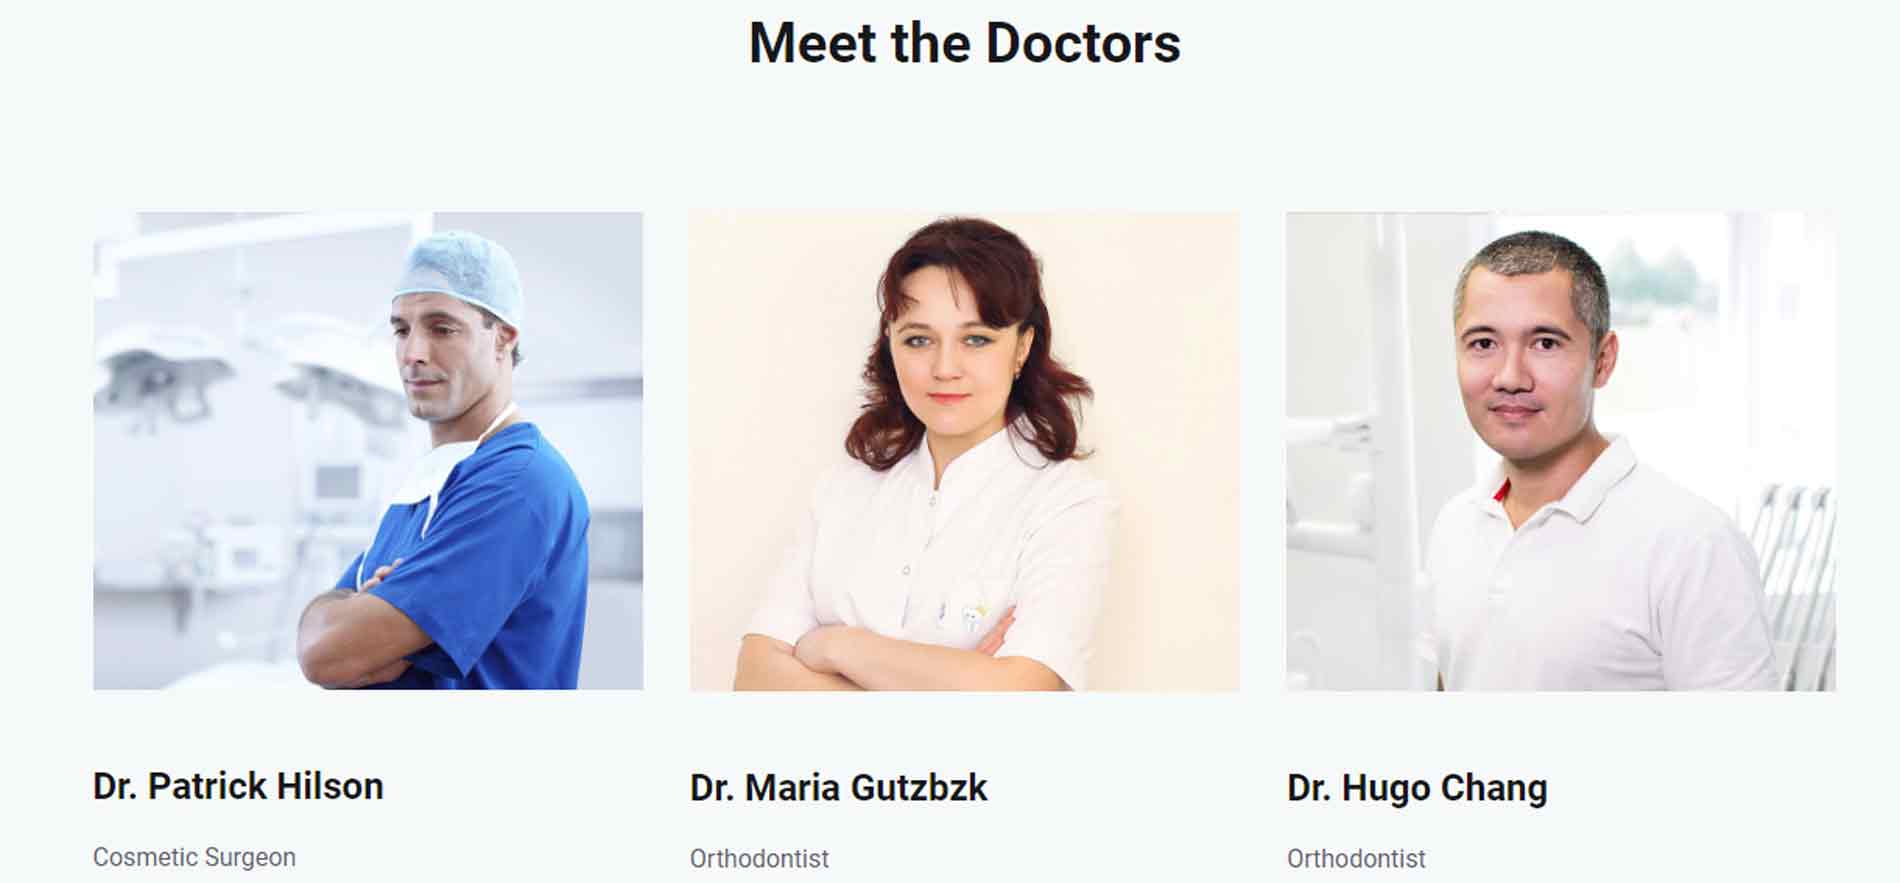 Meet the Doctors
Dr. Patrick Hilson
Cosmetic Surgeon
Dr. Maria Gutzbzk
Orthodontist
Dr. Hugo Chang
Orthodontist